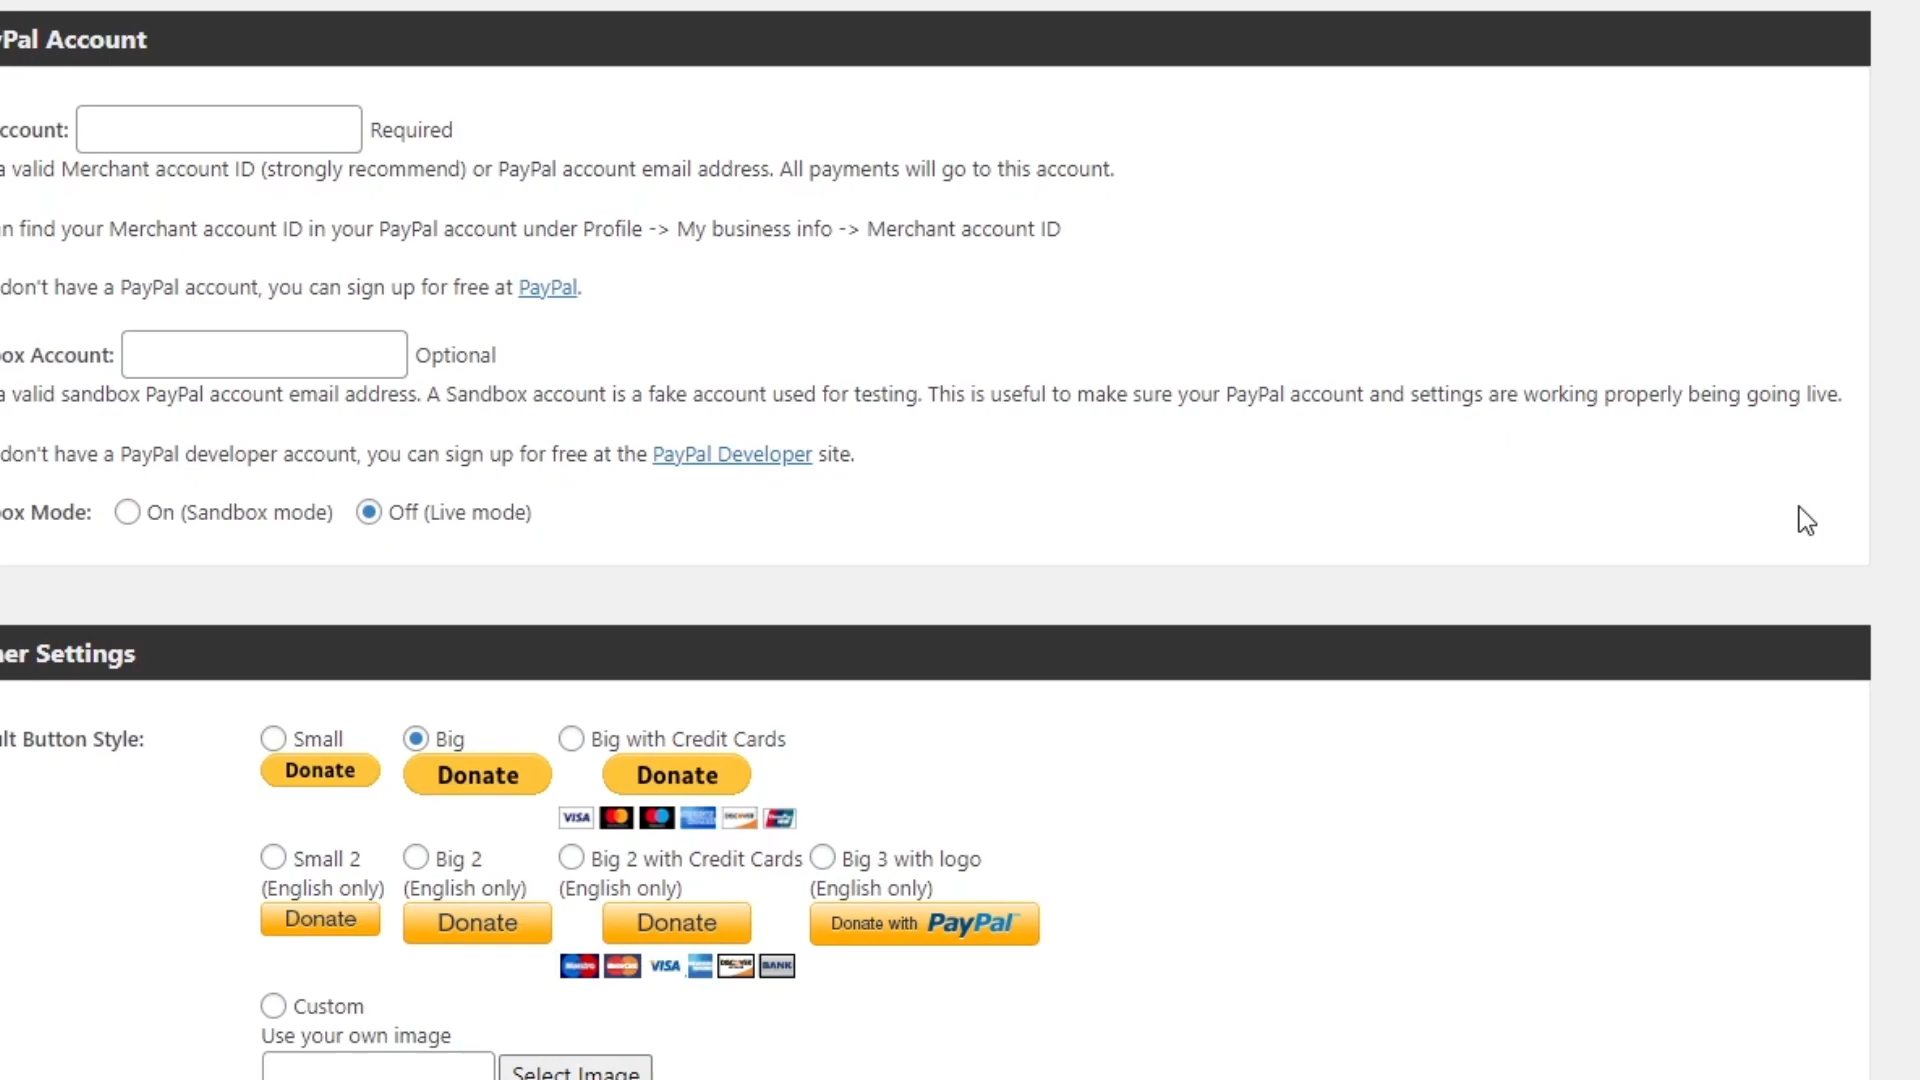 Pal Account
ccount: Required
a valid Merchant account ID (strongly recommend) or PayPal account email address. All payments will go to this account.
n find your Merchant account ID in your PayPal account under Profile -> My business info -> Merchant account ID
don't have a PayPal account, you can sign up for free at PayPal.
ox Account: Optional
a valid sandbox PayPal account email address. A Sandbox account is a fake account used for testing. This is useful to make sure your PayPal account and settings are working properly being going live.
don't have a PayPal developer account, you can sign up for free at the PayPal Developer site.
ox Mode: On (Sandbox mode) Off (Live mode)
er Settings
lt Button Style: Small Big Big with Credit Cards
Donate Donate Donate
VISA DISCOVER
Small 2 Big 2 Big 2 with Credit Cards Big 3 with logo
(English only) (English only) (English only) (English only)
Donate Donate Donate Donate with PayPal
Maestro MasterCard VISA DISCOVER BANK
Custom
Use your own image
Select Image